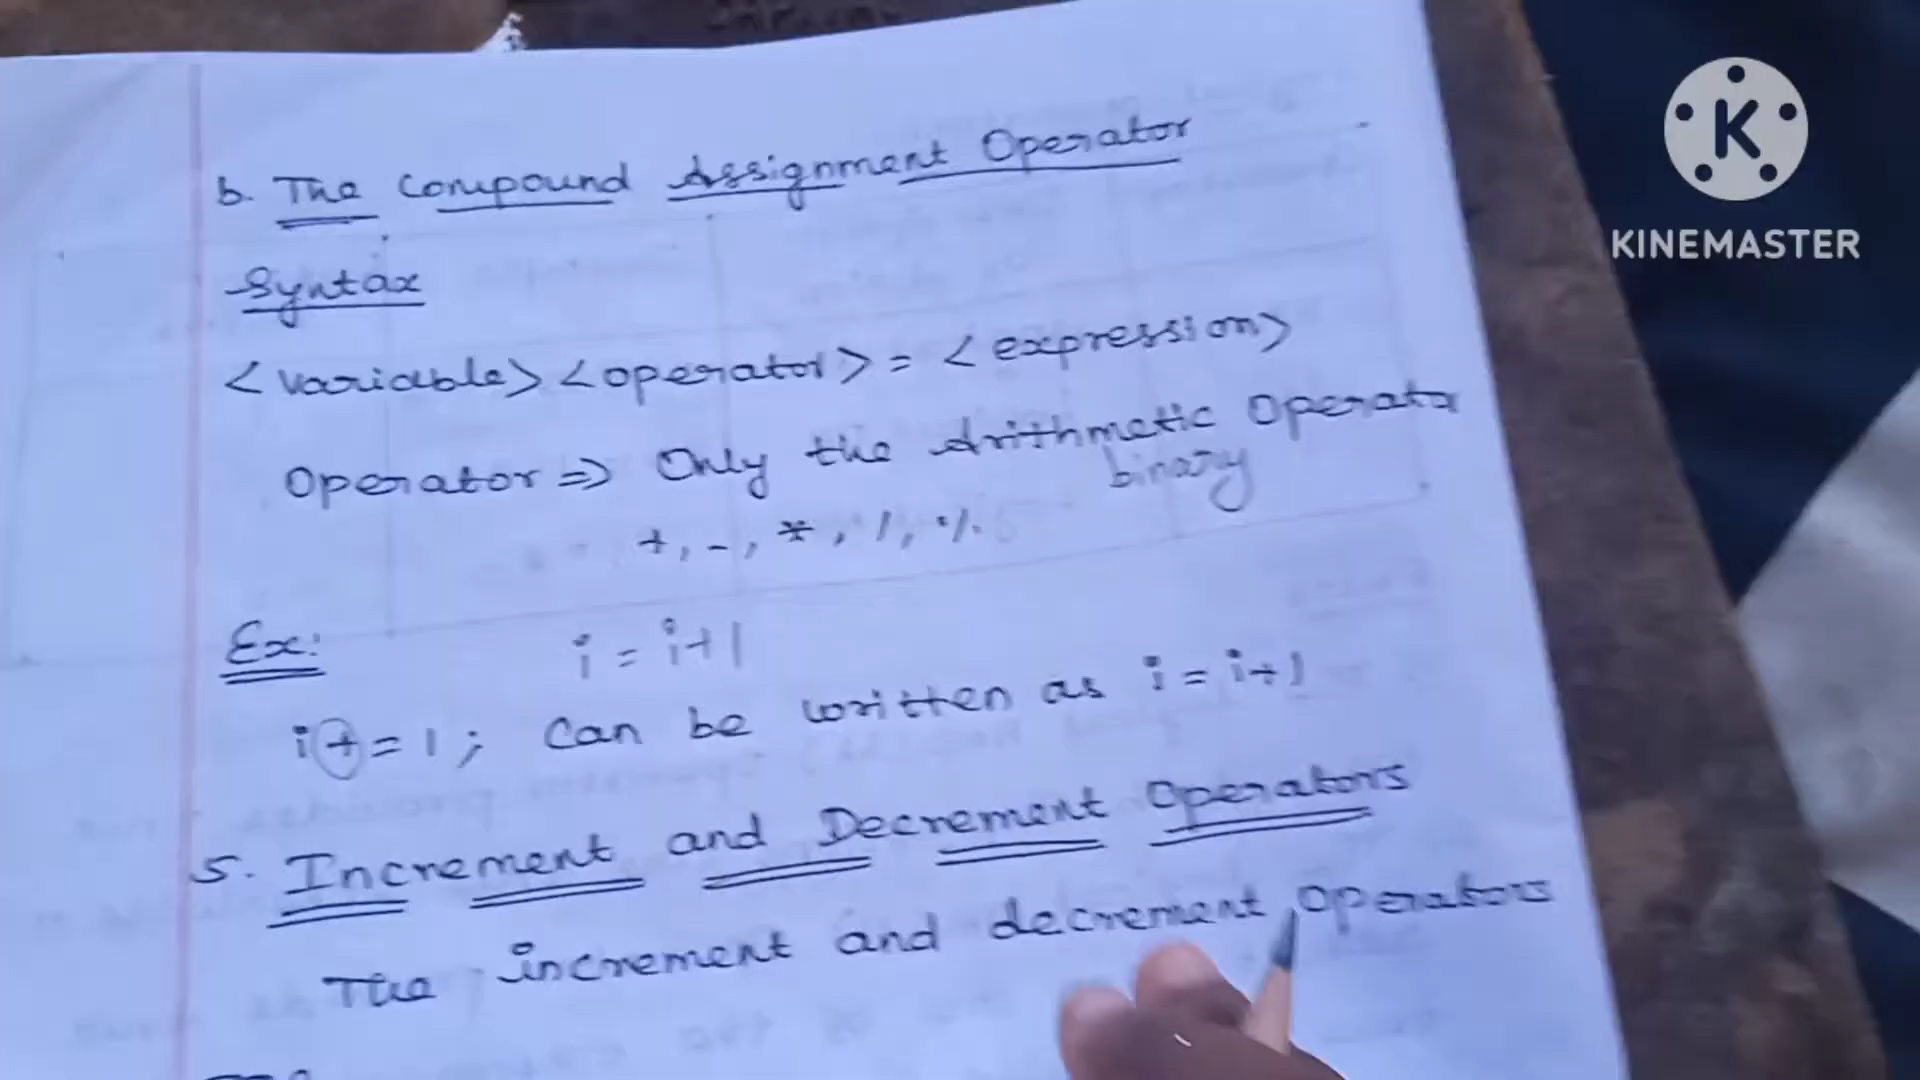 b. The Compound Assignment Operator
Syntax
<variable> <operator> = <expression>
Operator => Only the Arithmetic Operator
binary
+, -, *, /, %
Ex: i = i+1
i+=1; Can be written as i = i+1
5. Increment and Decrement Operators
The increment and decrement Operators
K
KINEMASTER